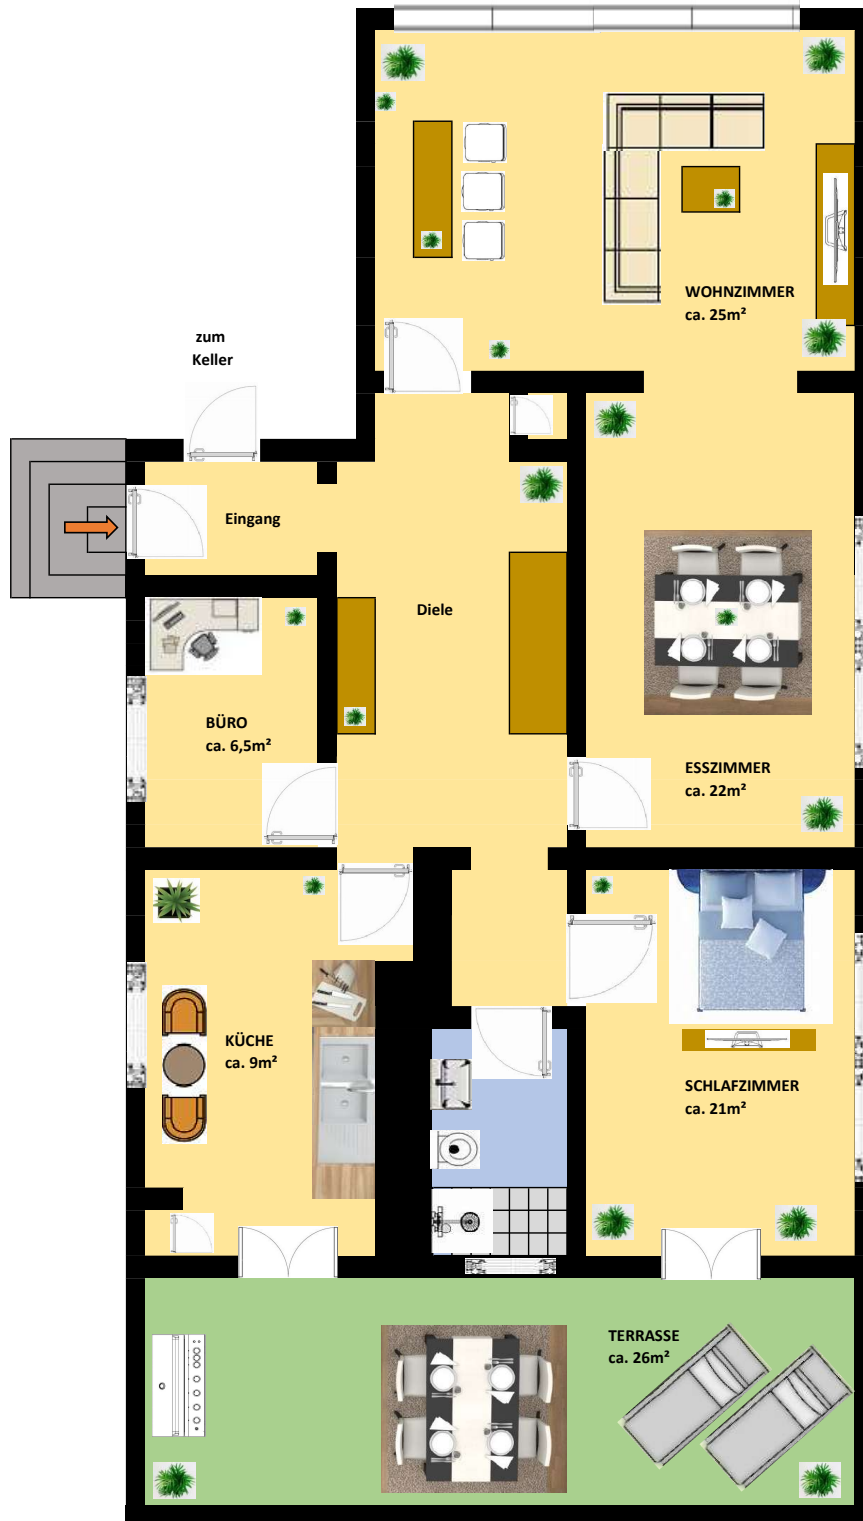 WOHNZIMMER
ca. 25m²
zum
Keller
Eingang
Diele
BÜRO
ca. 6,5m²
ESSZIMMER
ca. 22m²
KÜCHE
ca. 9m²
SCHLAFZIMMER
ca. 21m²
TERRASSE
ca. 26m²